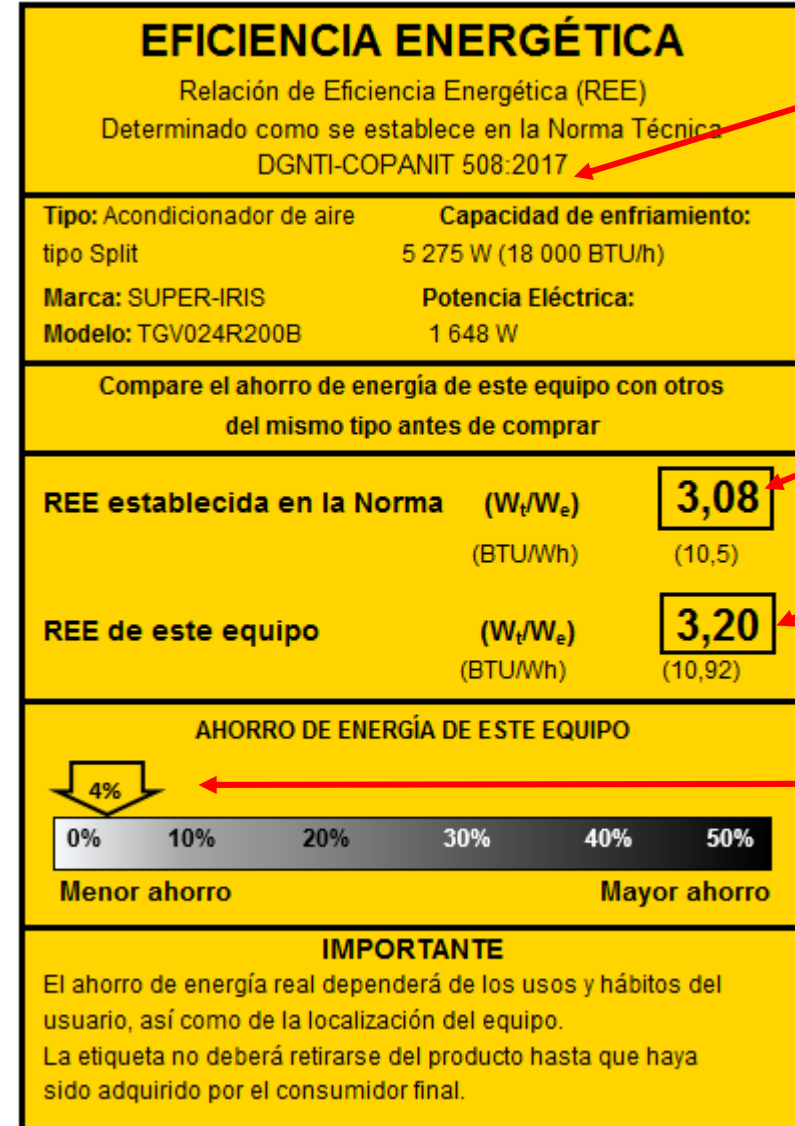 EFICIENCIA ENERGÉTICA
Relación de Eficiencia Energética (REE)
Determinado como se establece en la Norma Técnica
DGNTI-COPANIT 508:2017
Tipo: Acondicionador de aire Capacidad de enfriamiento:
tipo Split 5 275 W (18 000 BTU/h)
Marca: SUPER-IRIS Potencia Eléctrica:
Modelo: TGV024R200B 1 648 W
Compare el ahorro de energía de este equipo con otros
del mismo tipo antes de comprar
REE establecida en la Norma (Wt/We) 3,08
(BTU/Wh) (10,5)
REE de este equipo (Wt/We) 3,20
(BTU/Wh) (10,92)
AHORRO DE ENERGÍA DE ESTE EQUIPO
4%
0% 10% 20% 30% 40% 50%
Menor ahorro Mayor ahorro
IMPORTANTE
El ahorro de energía real dependerá de los usos y hábitos del
usuario, así como de la localización del equipo.
La etiqueta no deberá retirarse del producto hasta que haya
sido adquirido por el consumidor final.